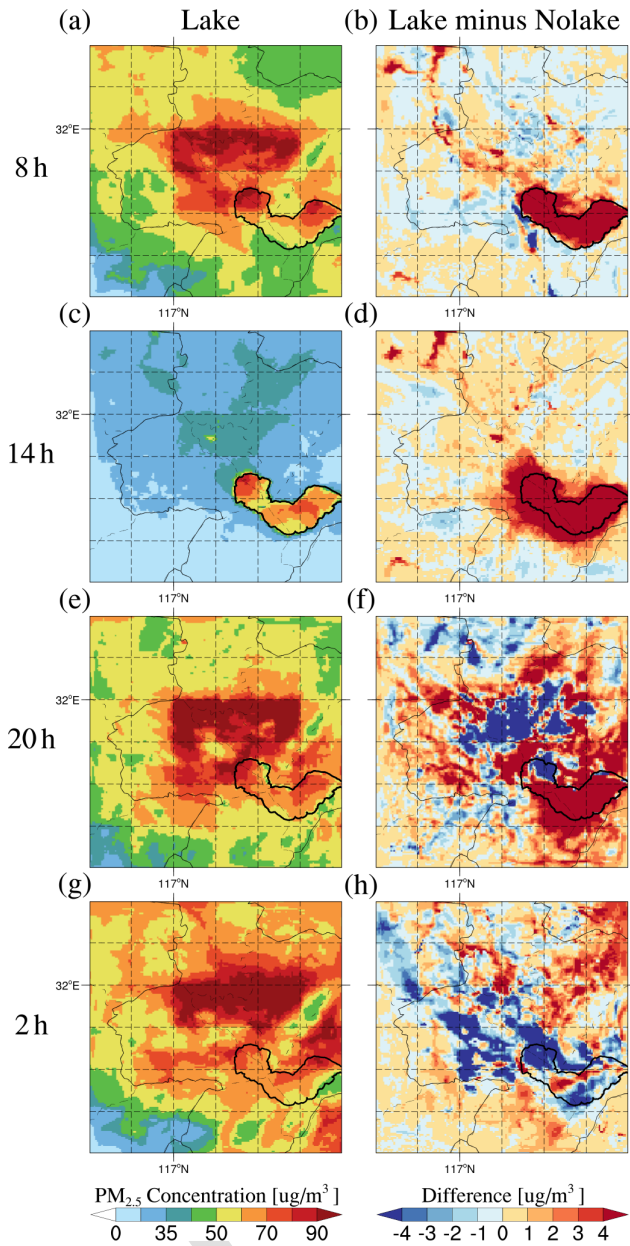 (a) Lake (b) Lake minus Nolake
8 h 32°E
117°N 117°N
(c) (d)
14 h 32°E
117°N 117°N
(e) (f)
20 h 32°E
117°N 117°N
(g) (h)
2 h 32°E
117°N 117°N
PM2.5 Concentration [ug/m3] Difference [ug/m3]
0 35 50 70 90 -4 -2 -1 0 1 2 3 4